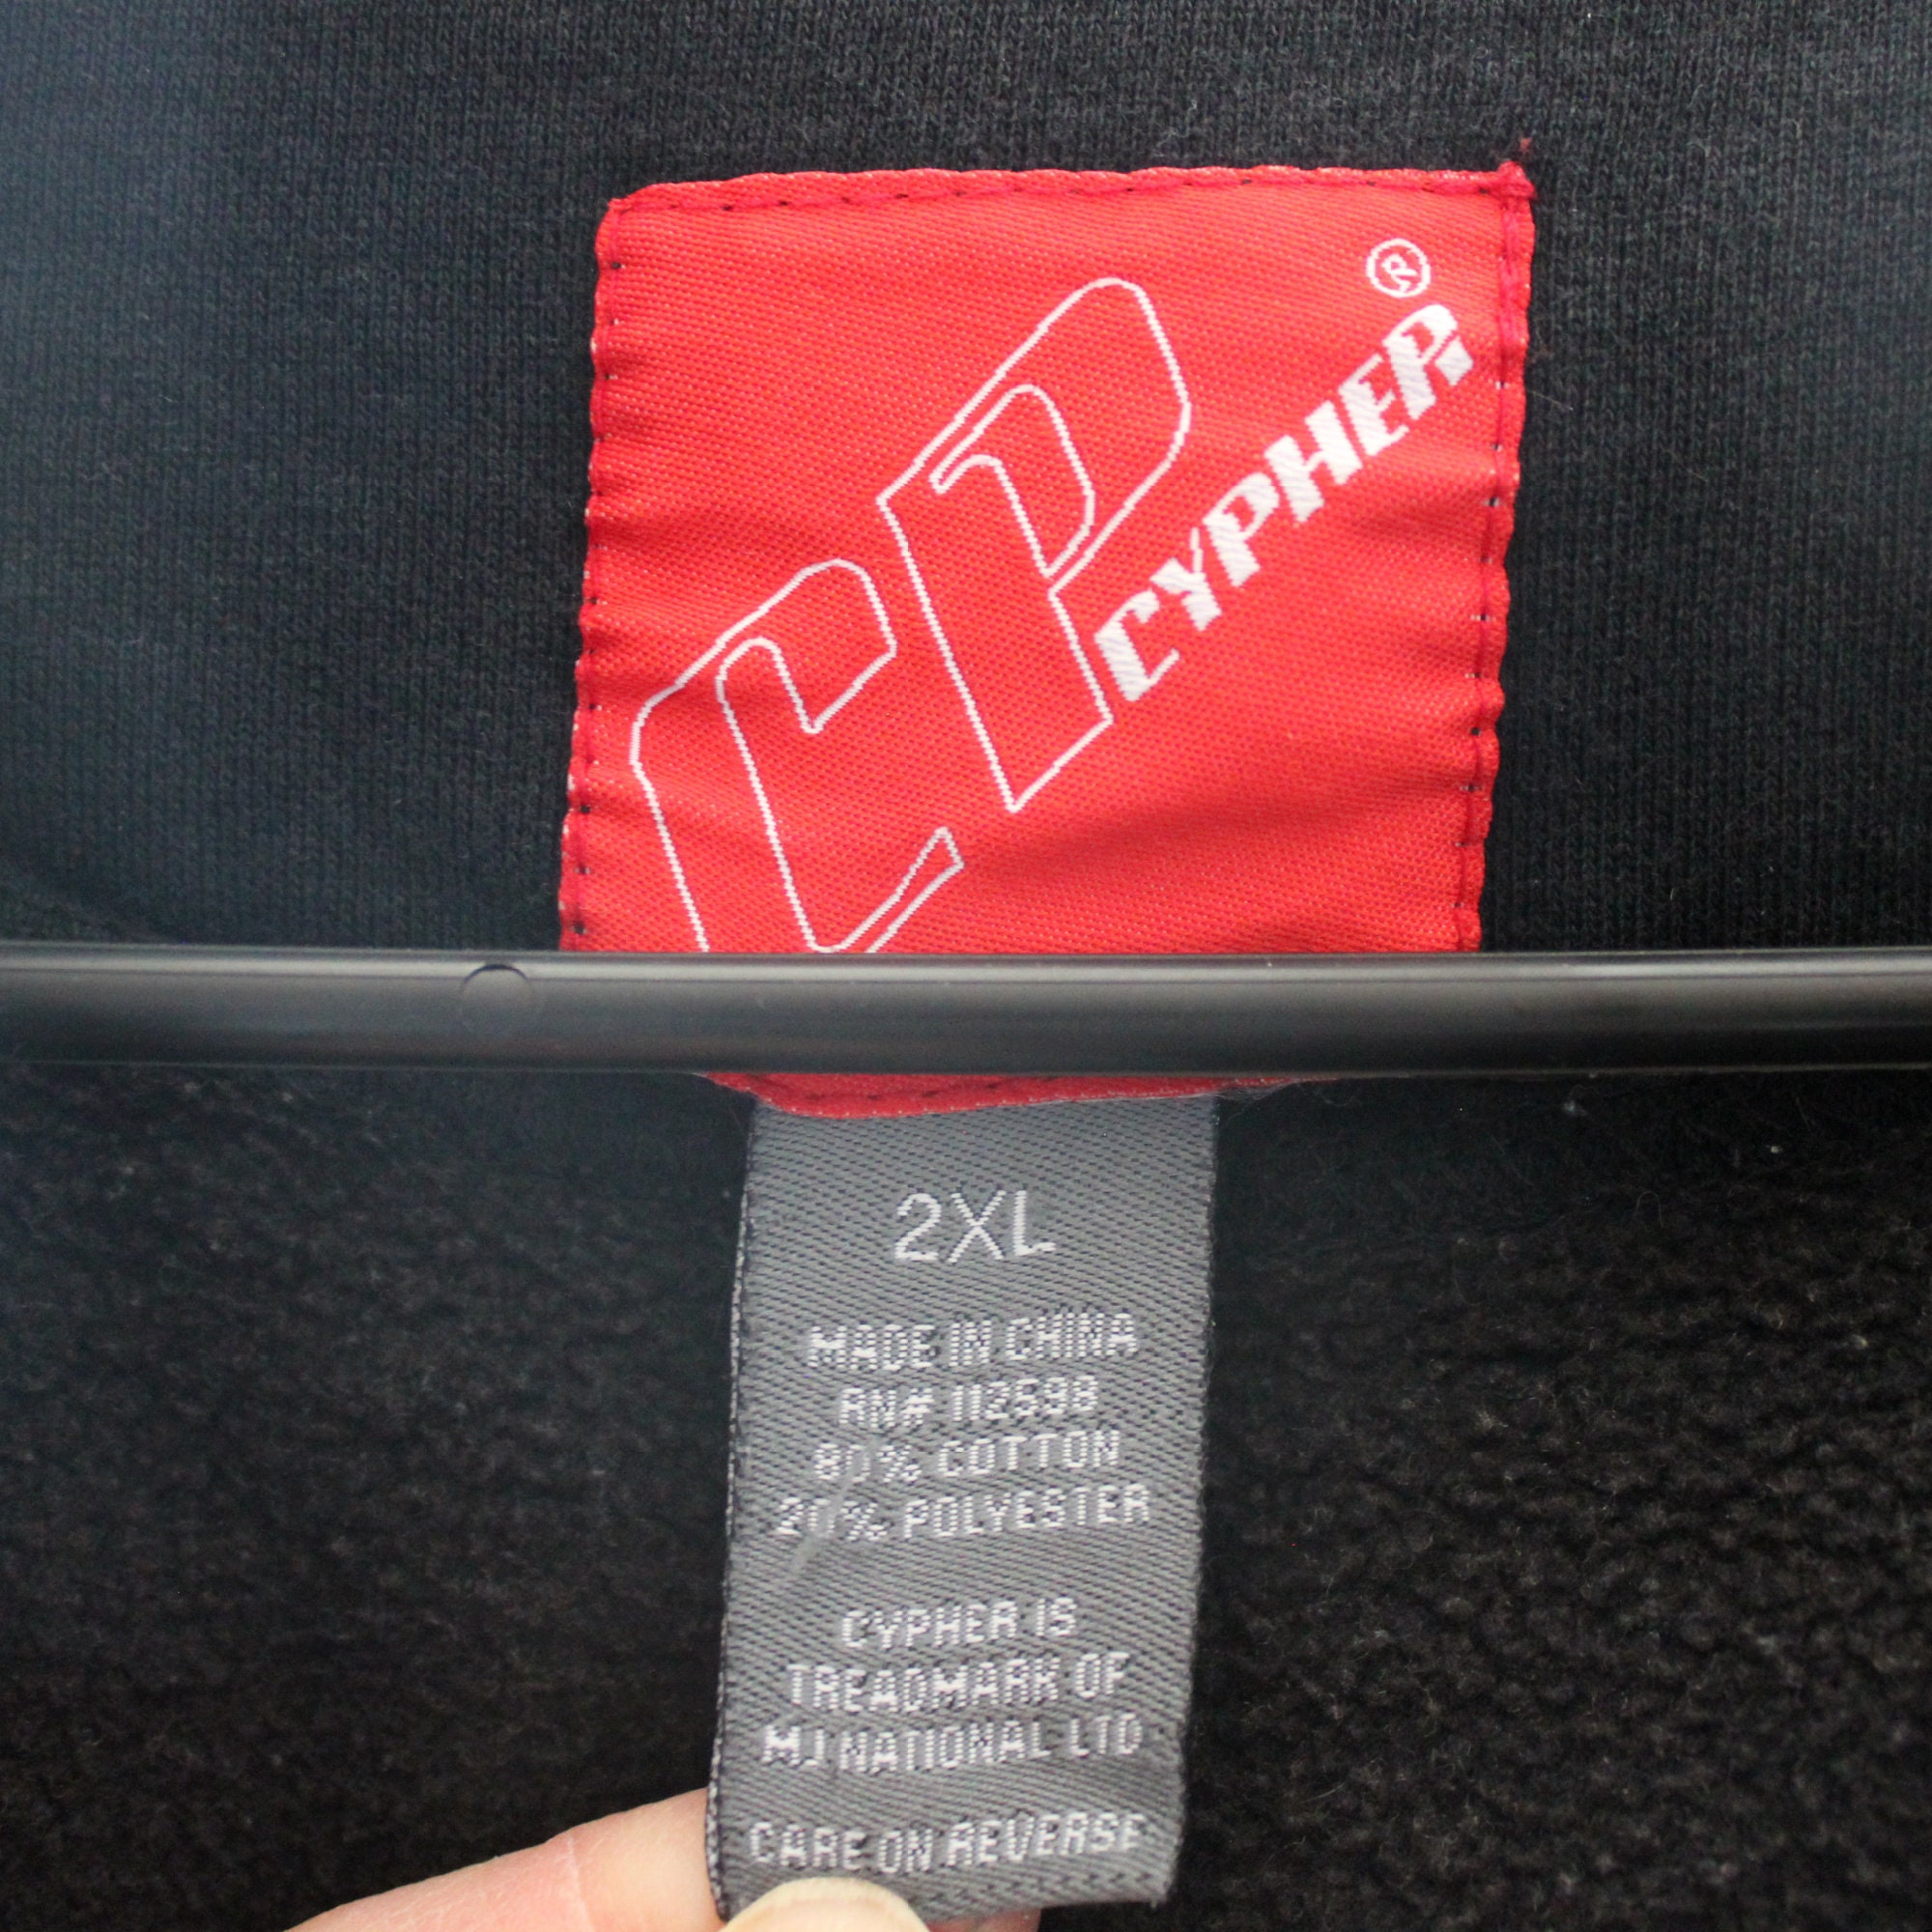 CP
CYPHER®
2XL
MADE IN CHINA
RN# 112698
80% COTTON
20% POLYESTER
CYPHER IS
TREADMARK OF
MJ NATIONAL LTD
CARE ON REVERSE